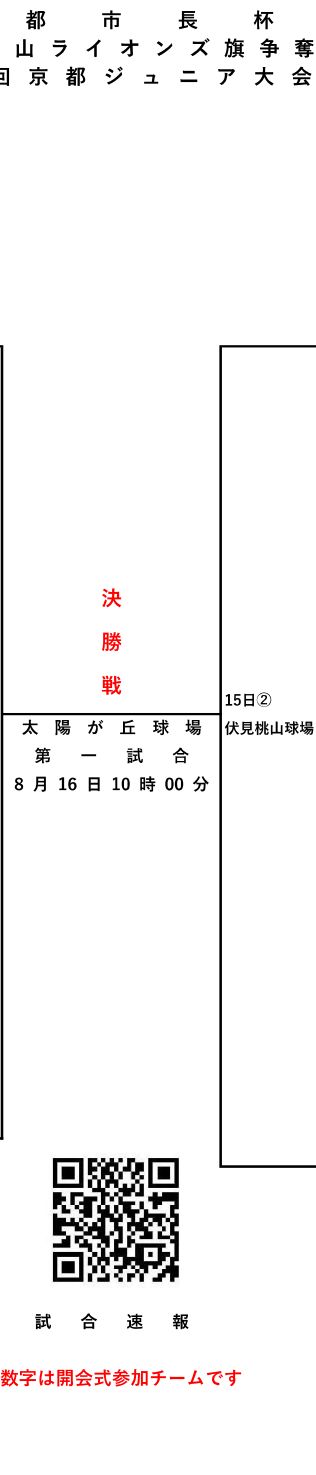 都市長杯
山ライオンズ旗争奪
回京都ジュニア大会
決
勝
戦
15日②
太陽が丘球場
伏見桃山球場
第一試合
8月16日10時00分
試合速報
数字は開会式参加チームです